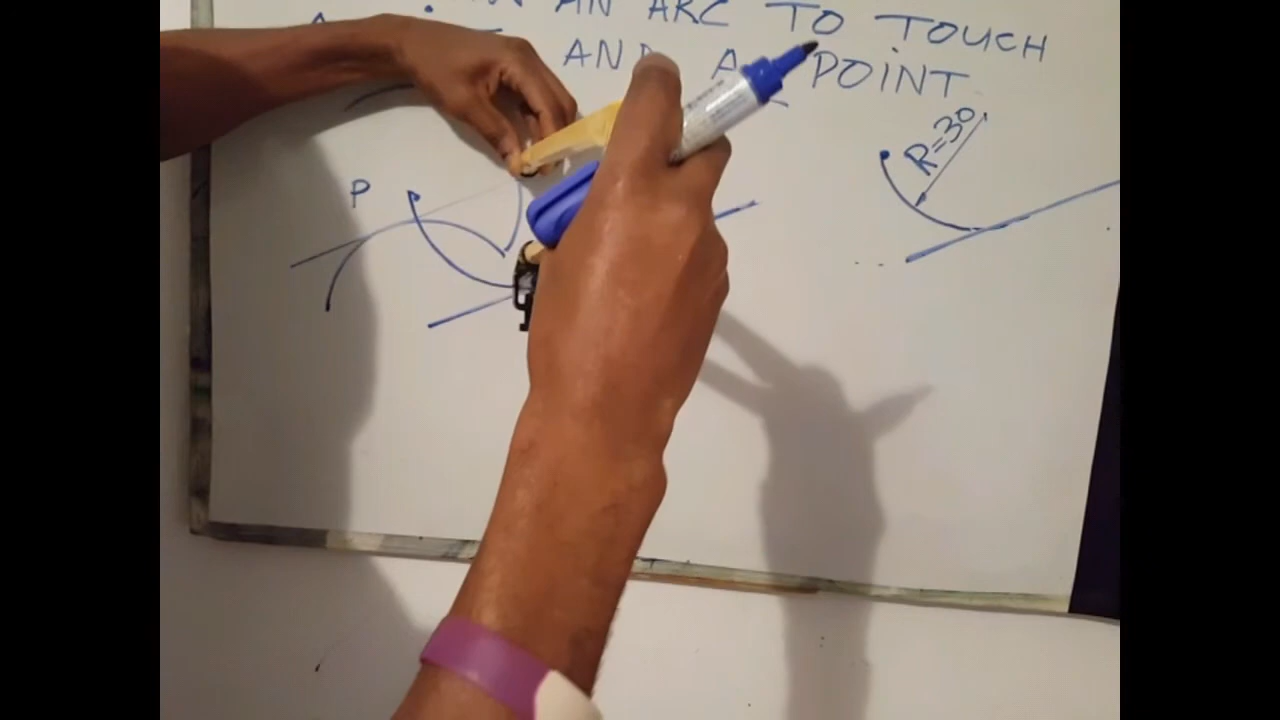 AN ARC TO TOUCH
AND A POINT
R=30
P